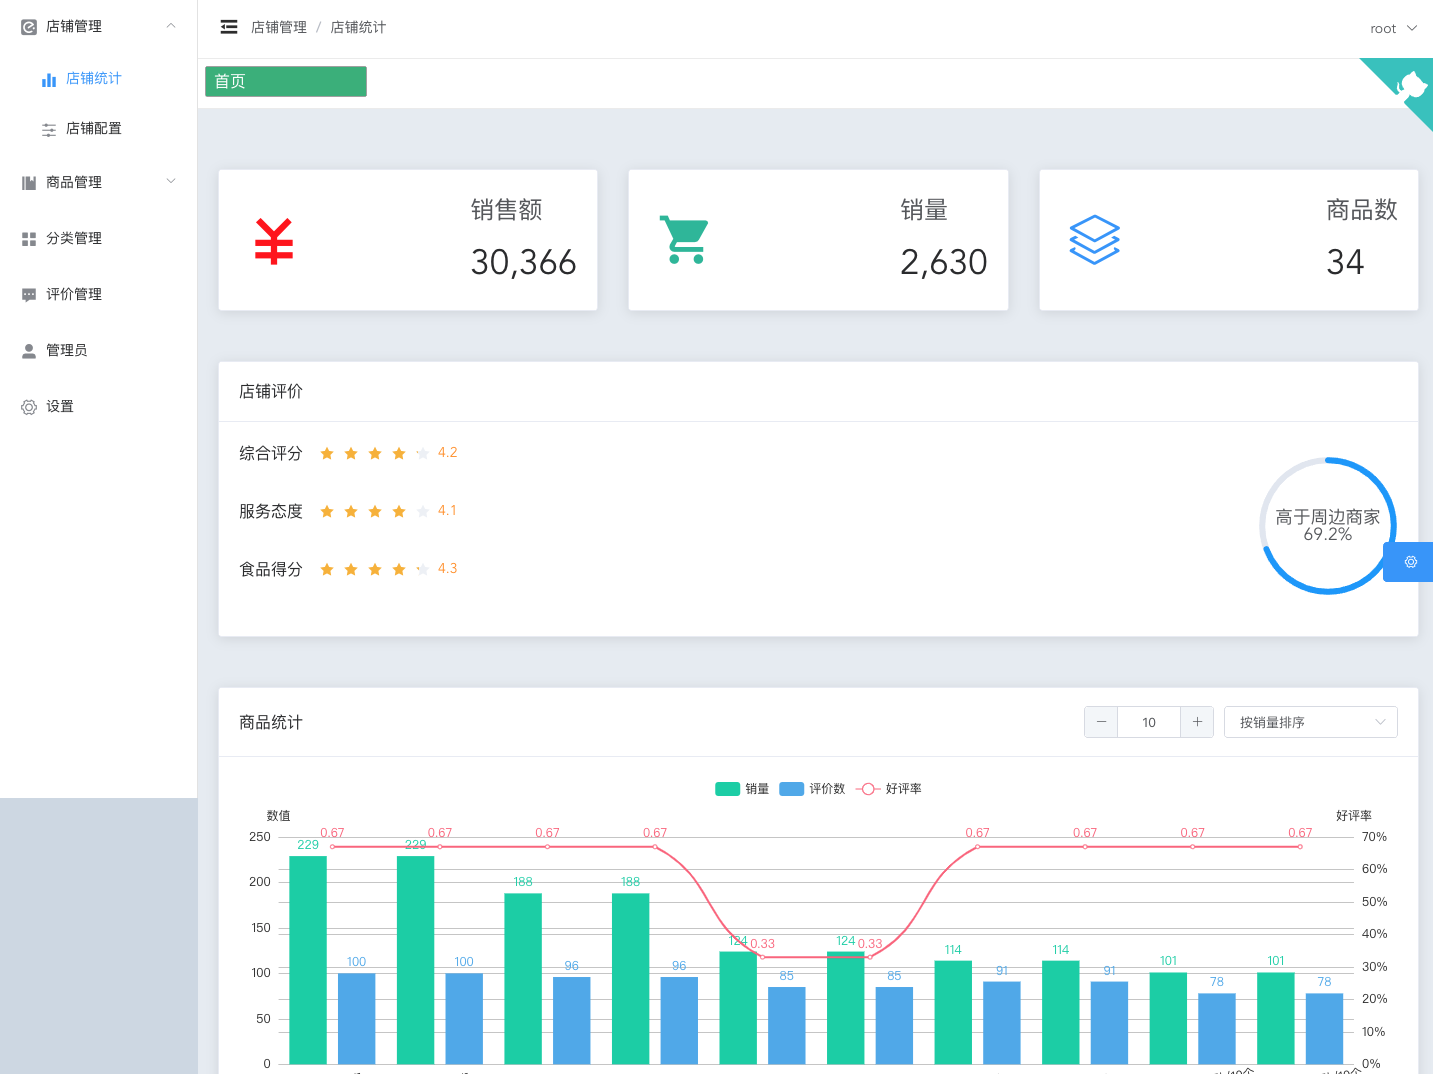 店铺管理
店铺统计
店铺配置
商品管理
分类管理
评价管理
管理员
设置
店铺管理 / 店铺统计
root
首页
销售额
30,366
销量
2,630
商品数
34
店铺评价
综合评分 4.2
服务态度 4.1
食品得分 4.3
高于周边商家
69.2%
商品统计
10
按销量排序
销量 评价数 好评率
数值 好评率
250 200 150 100 50 0
70% 60% 50% 40% 30% 20% 10% 0%
0.67 0.67 0.67 0.67 0.33 0.33 0.67 0.67 0.67 0.67
229 229 188 188 124 124 114 114 101 101
100 100 96 96 85 85 91 91 78 78